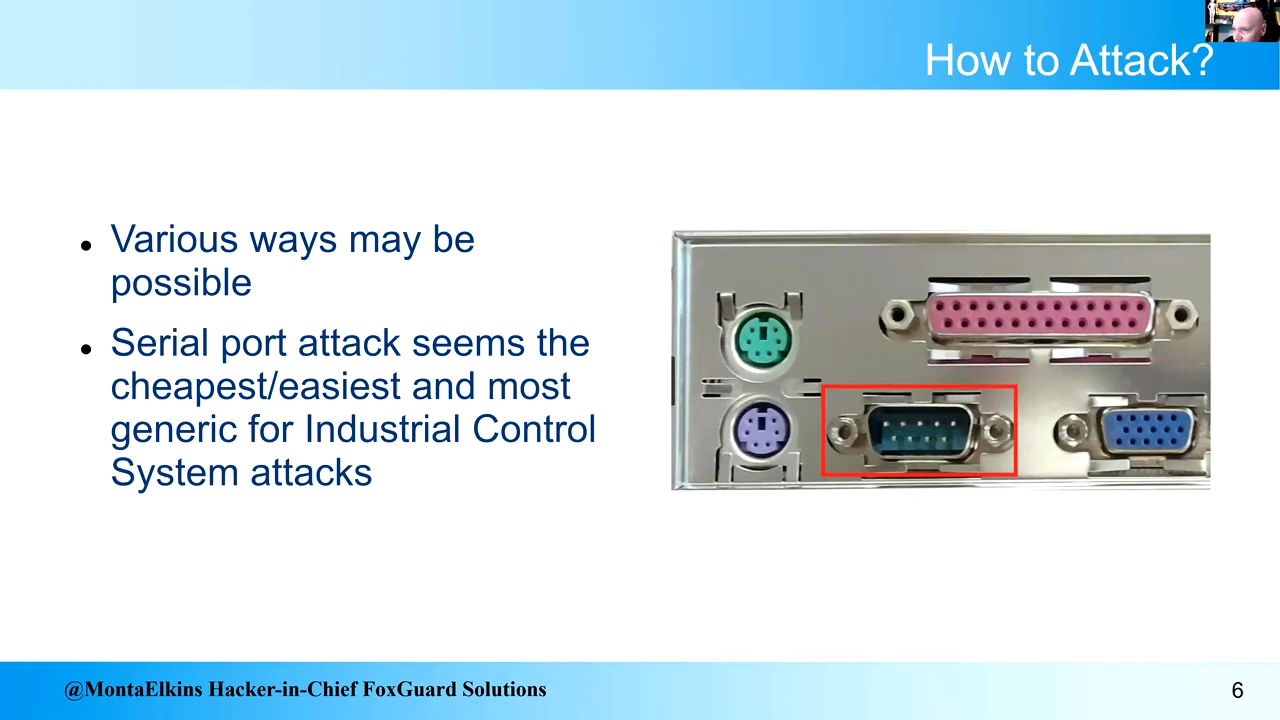 How to Attack?
● Various ways may be
possible
● Serial port attack seems the
cheapest/easiest and most
generic for Industrial Control
System attacks
@MontaElkins Hacker-in-Chief FoxGuard Solutions
6